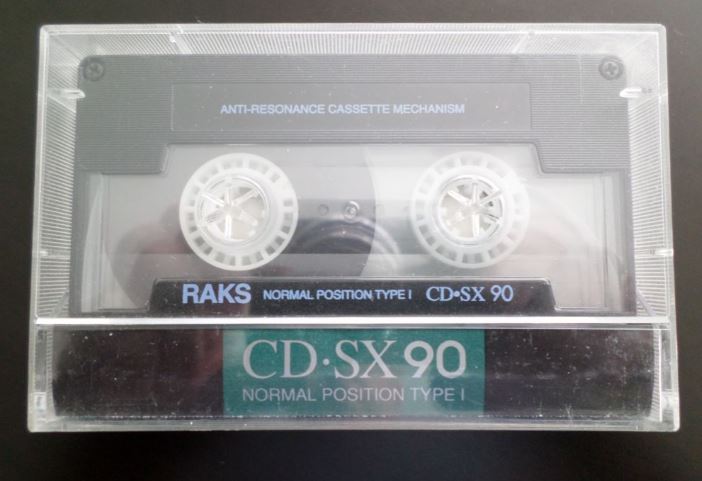 ANTI-RESONANCE CASSETTE MECHANISM
RAKS NORMAL POSITION TYPE I CD•SX 90
CD·SX 90
NORMAL POSITION TYPE I